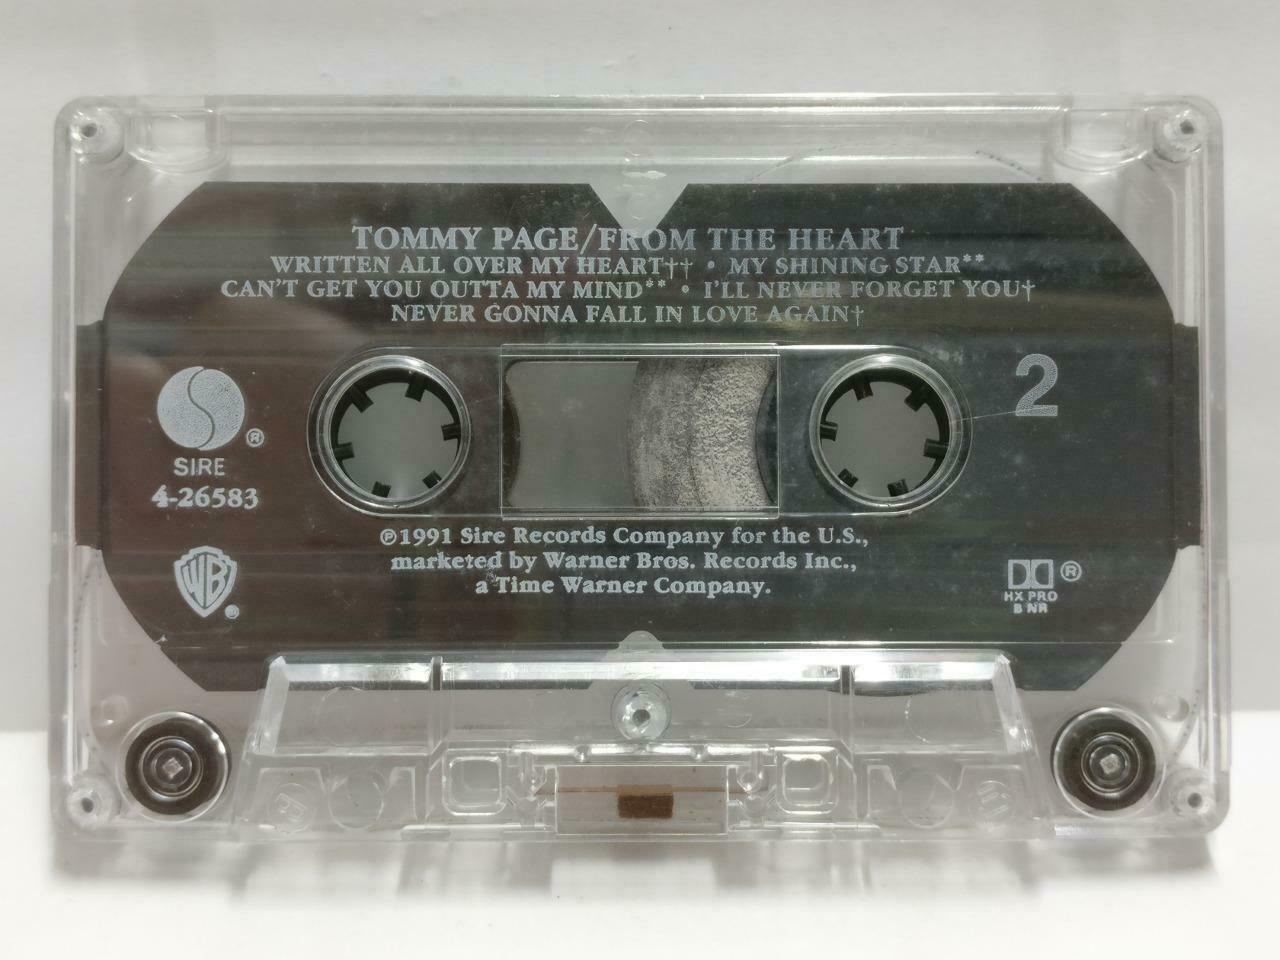 TOMMY PAGE/FROM THE HEART
WRITTEN ALL OVER MY HEART†† • MY SHINING STAR**
CAN'T GET YOU OUTTA MY MIND** • I'LL NEVER FORGET YOU†
NEVER GONNA FALL IN LOVE AGAIN†
2
®
SIRE
4-26583
℗1991 Sire Records Company for the U.S.,
marketed by Warner Bros. Records Inc.,
a Time Warner Company.
WB®
®
HX PRO
B NR